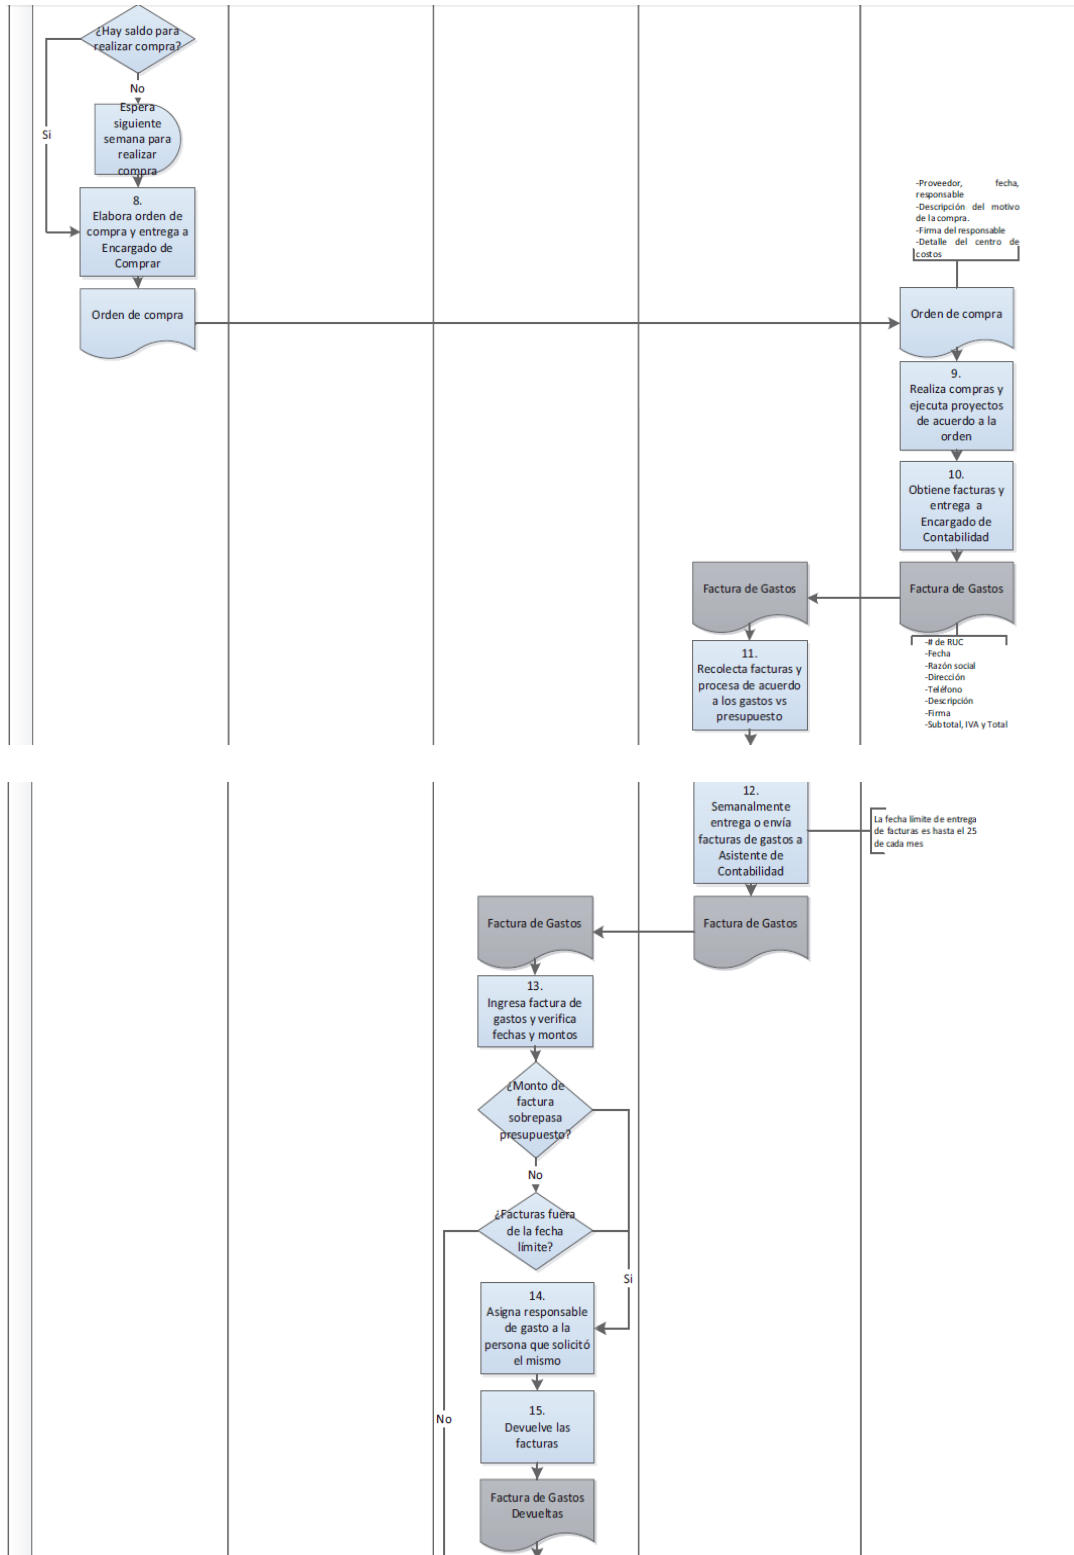 ¿Hay saldo para
realizar compra?
No
Si
Espera
siguiente
semana para
realizar
compra
8.
Elabora orden de
compra y entrega a
Encargado de
Comprar
Orden de compra
-Proveedor, fecha,
responsable
-Descripción del motivo
de la compra.
-Firma del responsable
-Detalle del centro de
costos
Orden de compra
9.
Realiza compras y
ejecuta proyectos
de acuerdo a la
orden
10.
Obtiene facturas y
entrega a
Encargado de
Contabilidad
Factura de Gastos
Factura de Gastos
-# de RUC
-Fecha
-Razón social
-Dirección
-Teléfono
-Descripción
-Firma
-Subtotal, IVA y Total
11.
Recolecta facturas y
procesa de acuerdo
a los gastos vs
presupuesto
12.
Semanalmente
entrega o envía
facturas de gastos a
Asistente de
Contabilidad
La fecha límite de entrega
de facturas es hasta el 25
de cada mes
Factura de Gastos
Factura de Gastos
13.
Ingresa factura de
gastos y verifica
fechas y montos
¿Monto de
factura
sobrepasa
presupuesto?
No
¿Facturas fuera
de la fecha
límite?
Si
14.
Asigna responsable
de gasto a la
persona que solicitó
el mismo
No
15.
Devuelve las
facturas
Factura de Gastos
Devueltas